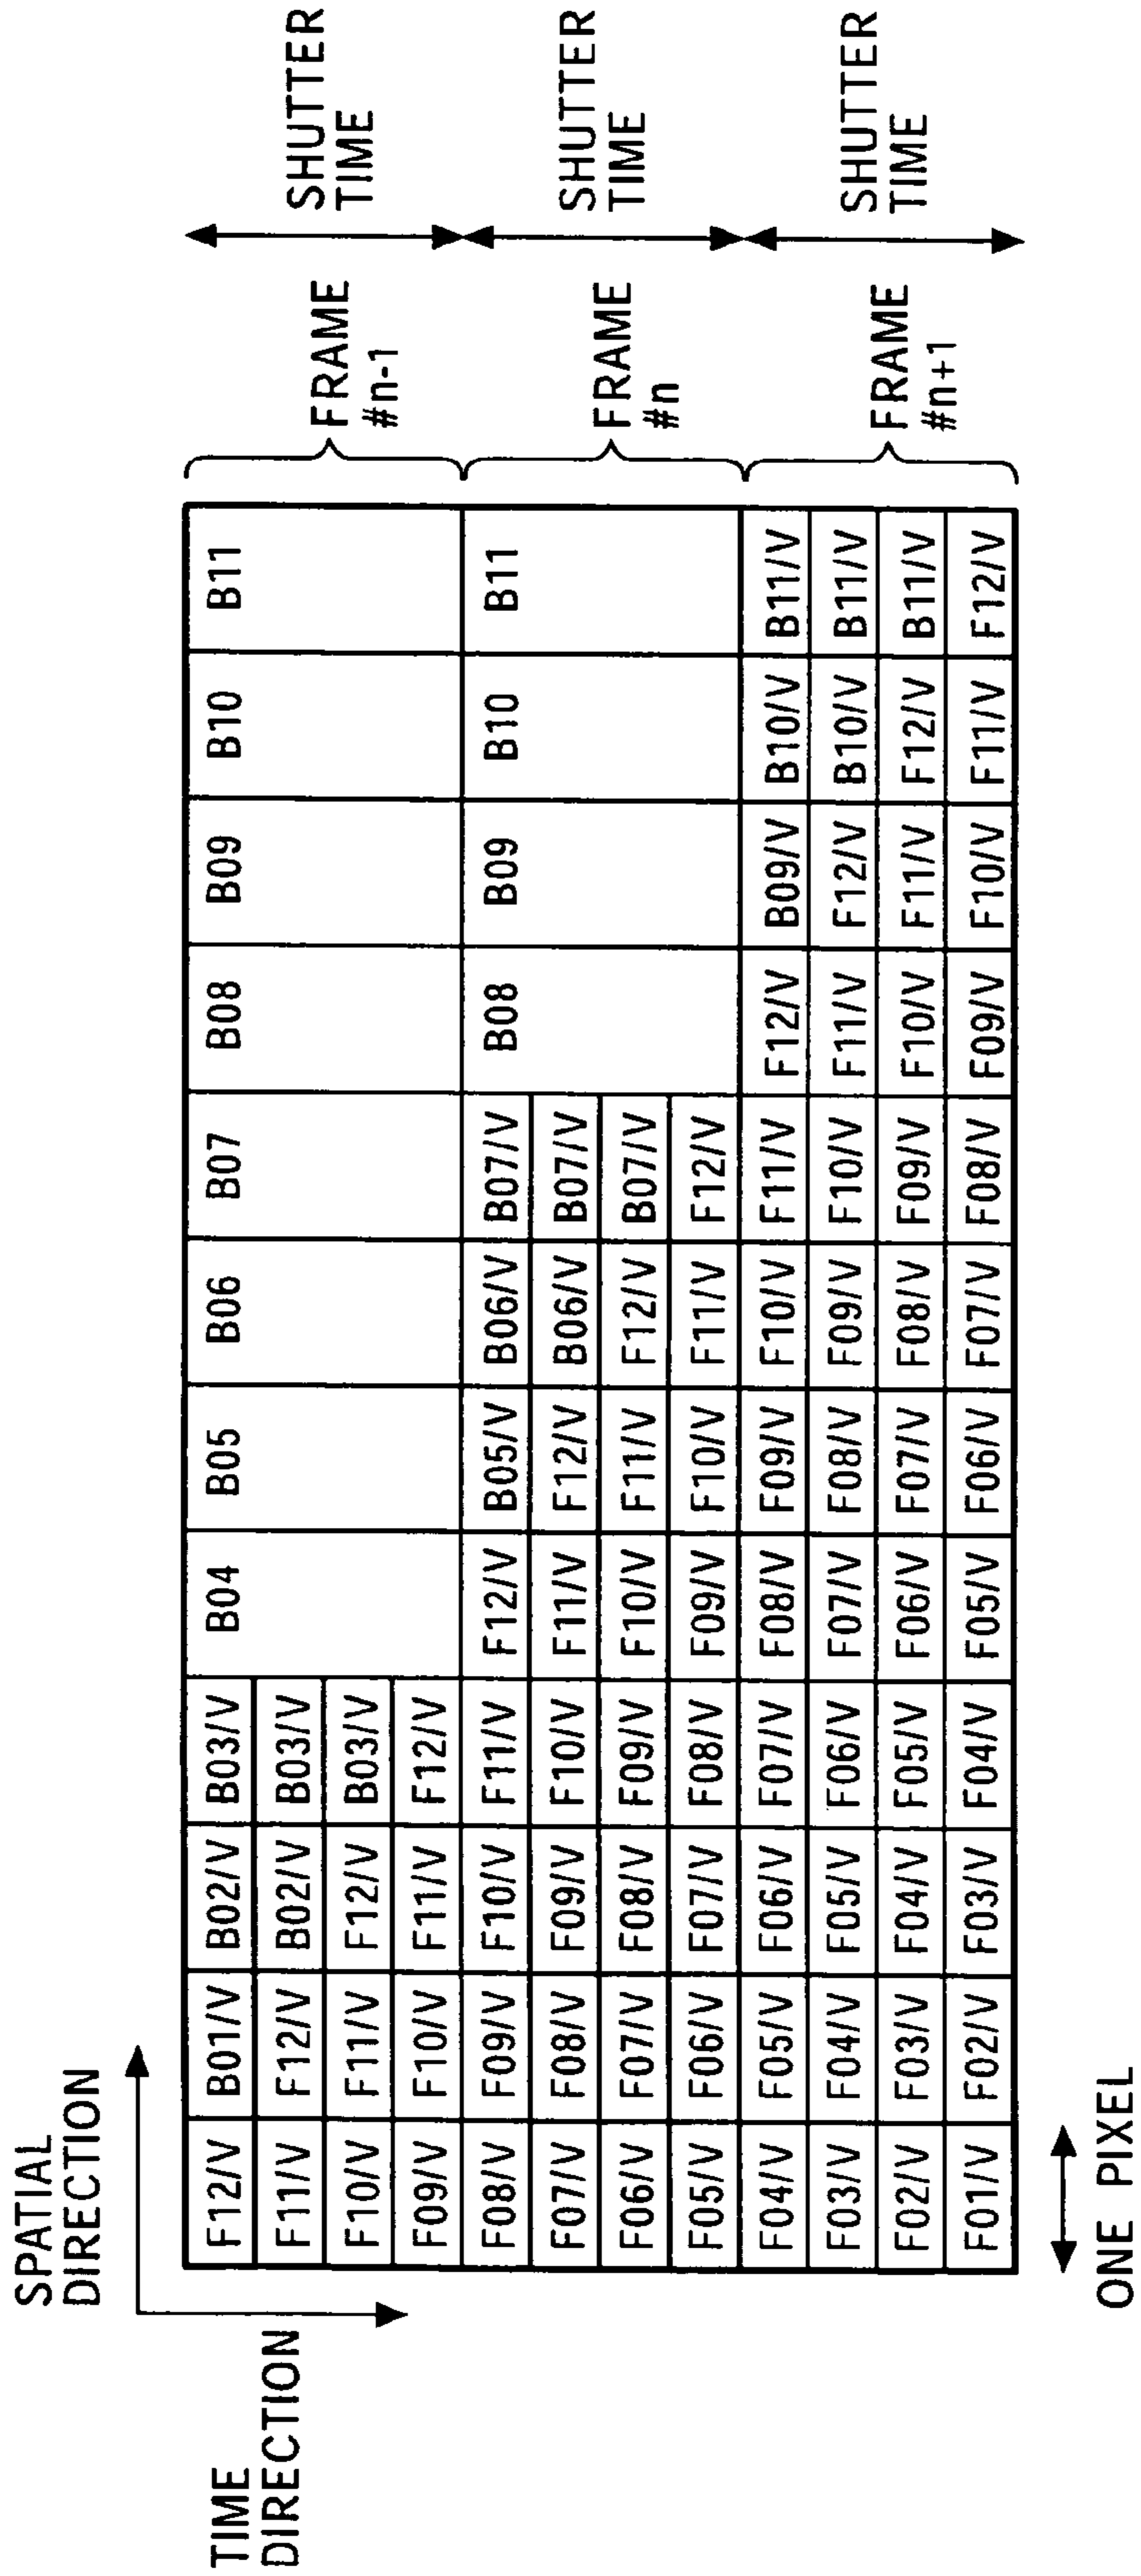 SPATIAL
DIRECTION
TIME
DIRECTION
F12/V B01/V B02/V B03/V B04 B05 B06 B07 B08 B09 B10 B11
F11/V F12/V B02/V B03/V
F10/V F11/V F12/V B03/V
F09/V F10/V F11/V F12/V
FRAME
#n-1
SHUTTER
TIME
F08/V F09/V F10/V F11/V F12/V B05/V B06/V B07/V B08 B09 B10 B11
F07/V F08/V F09/V F10/V F11/V F12/V B06/V B07/V
F06/V F07/V F08/V F09/V F10/V F11/V F12/V B07/V
F05/V F06/V F07/V F08/V F09/V F10/V F11/V F12/V
FRAME
#n
SHUTTER
TIME
F04/V F05/V F06/V F07/V F08/V F09/V F10/V F11/V F12/V B09/V B10/V B11/V
F03/V F04/V F05/V F06/V F07/V F08/V F09/V F10/V F11/V F12/V B10/V B11/V
F02/V F03/V F04/V F05/V F06/V F07/V F08/V F09/V F10/V F11/V F12/V B11/V
F01/V F02/V F03/V F04/V F05/V F06/V F07/V F08/V F09/V F10/V F11/V F12/V
FRAME
#n+1
SHUTTER
TIME
ONE PIXEL